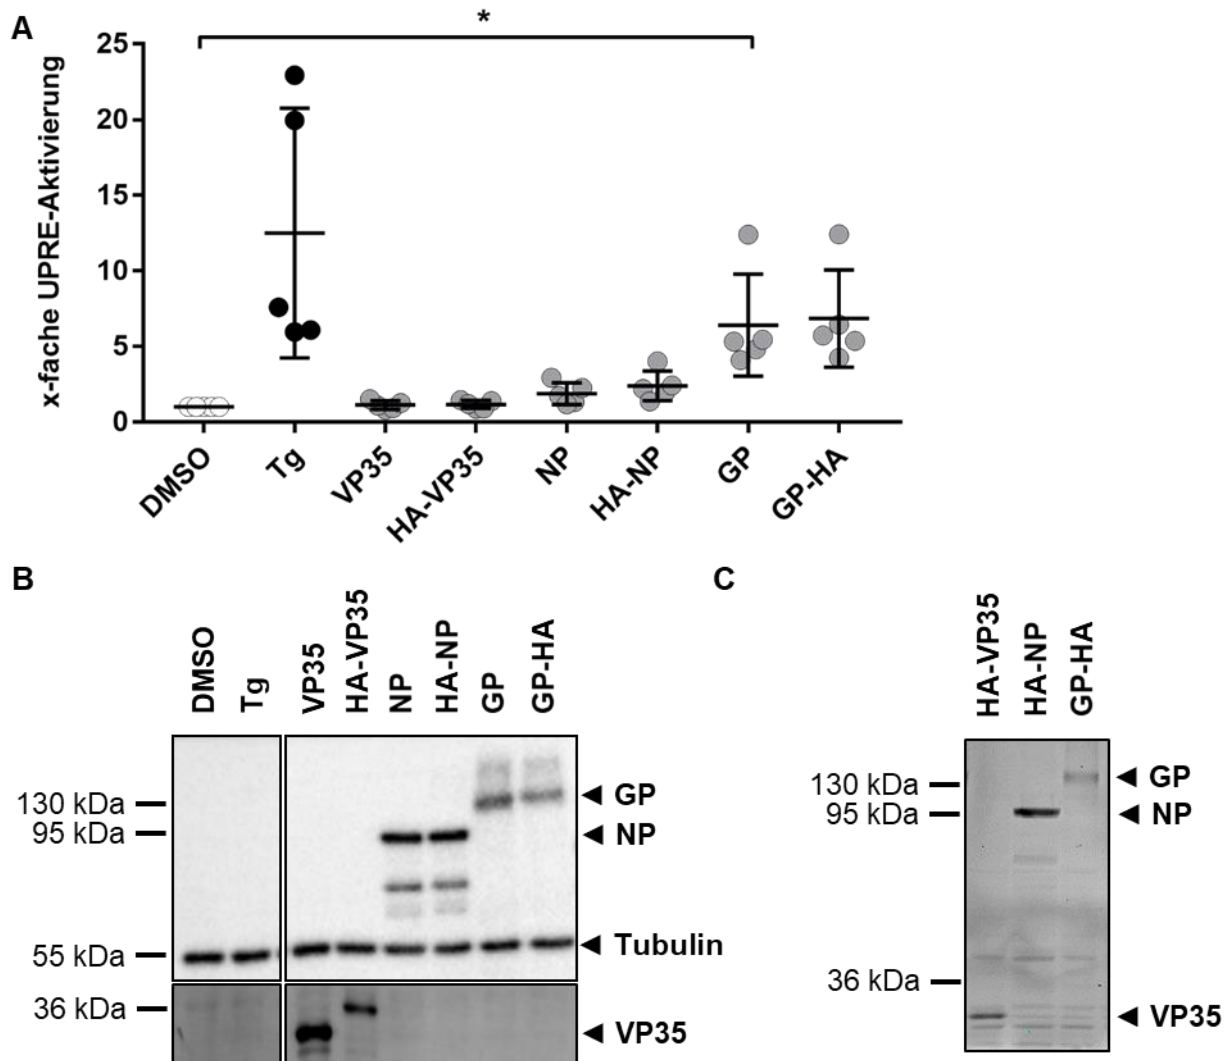 A
*
x-fache UPRE-Aktivierung
25
20
15
10
5
0
DMSO
Tg
VP35
HA-VP35
NP
HA-NP
GP
GP-HA
B
DMSO
Tg
VP35
HA-VP35
NP
HA-NP
GP
GP-HA
130 kDa
95 kDa
55 kDa
36 kDa
GP
NP
Tubulin
VP35
C
HA-VP35
HA-NP
GP-HA
130 kDa
95 kDa
36 kDa
GP
NP
VP35